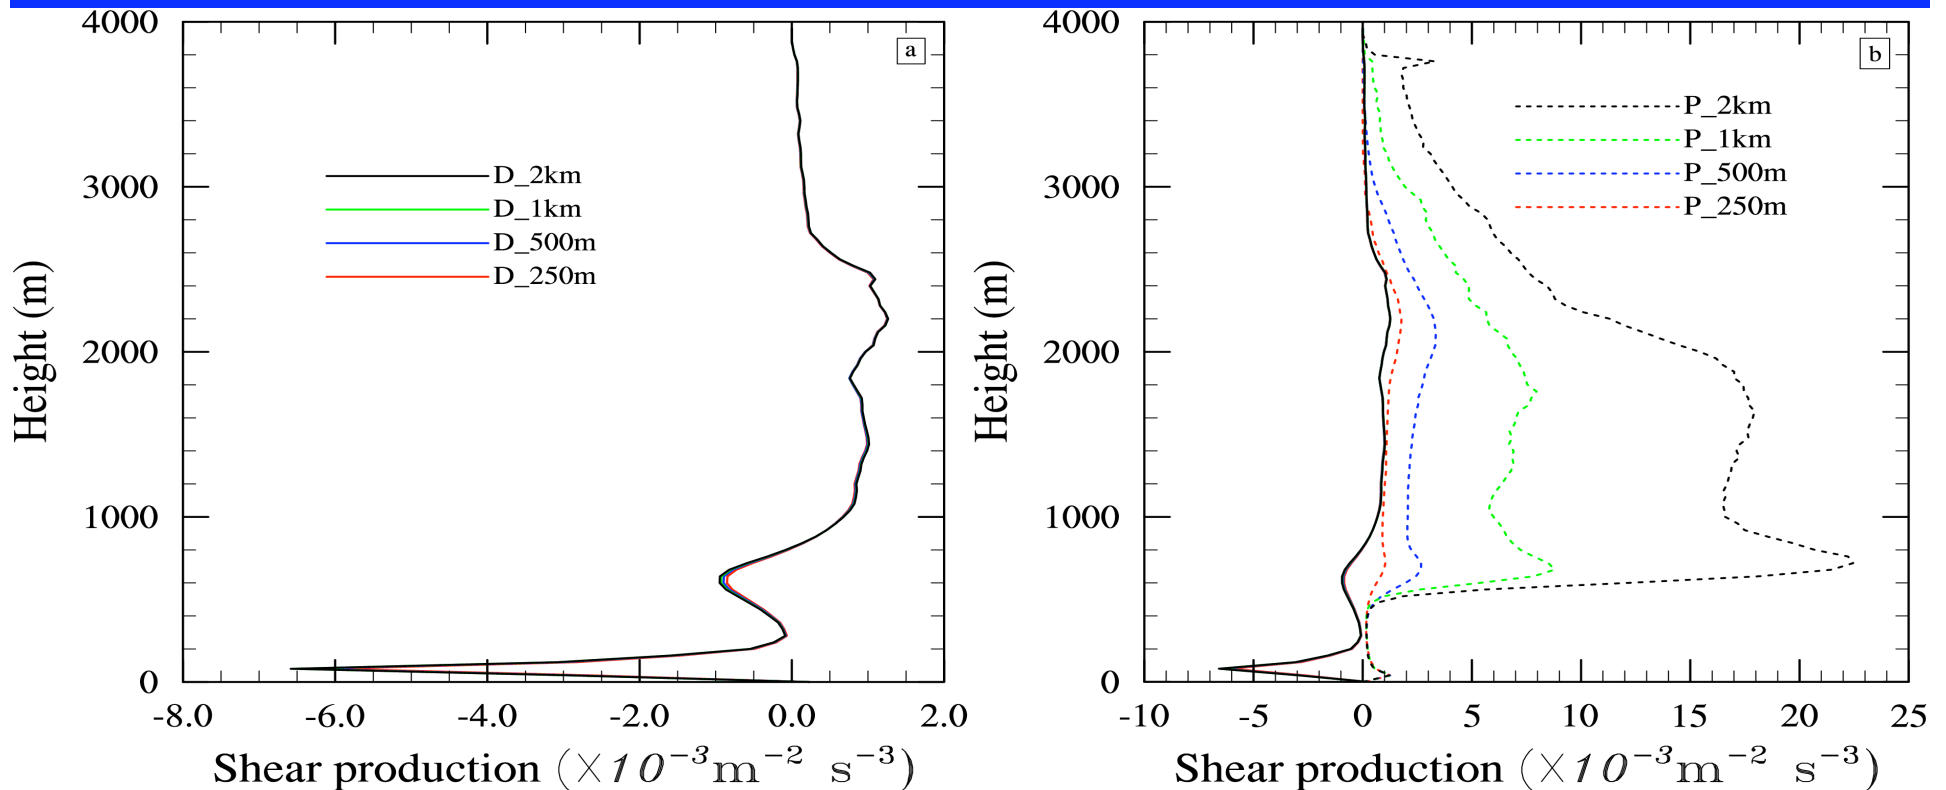 4000
3000
2000
1000
0
Height (m)
a
D_2km
D_1km
D_500m
D_250m
-8.0 -6.0 -4.0 -2.0 0.0 2.0
Shear production (×10⁻³m⁻² s⁻³)
4000
3000
2000
1000
0
Height (m)
b
P_2km
P_1km
P_500m
P_250m
-10 -5 0 5 10 15 20 25
Shear production (×10⁻³m⁻² s⁻³)